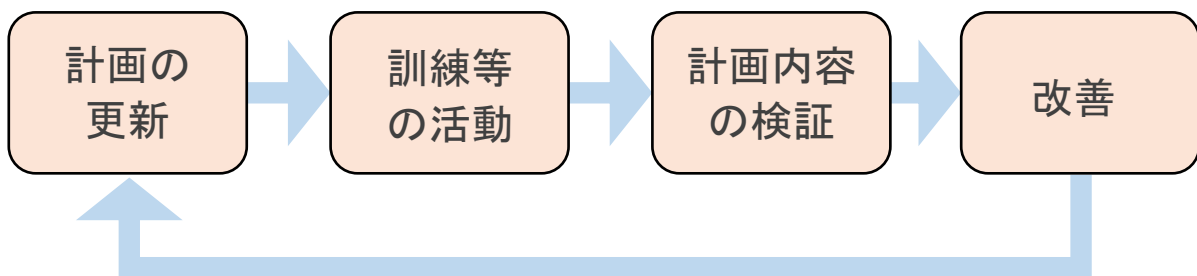 計画の
更新
訓練等
の活動
計画内容
の検証
改善